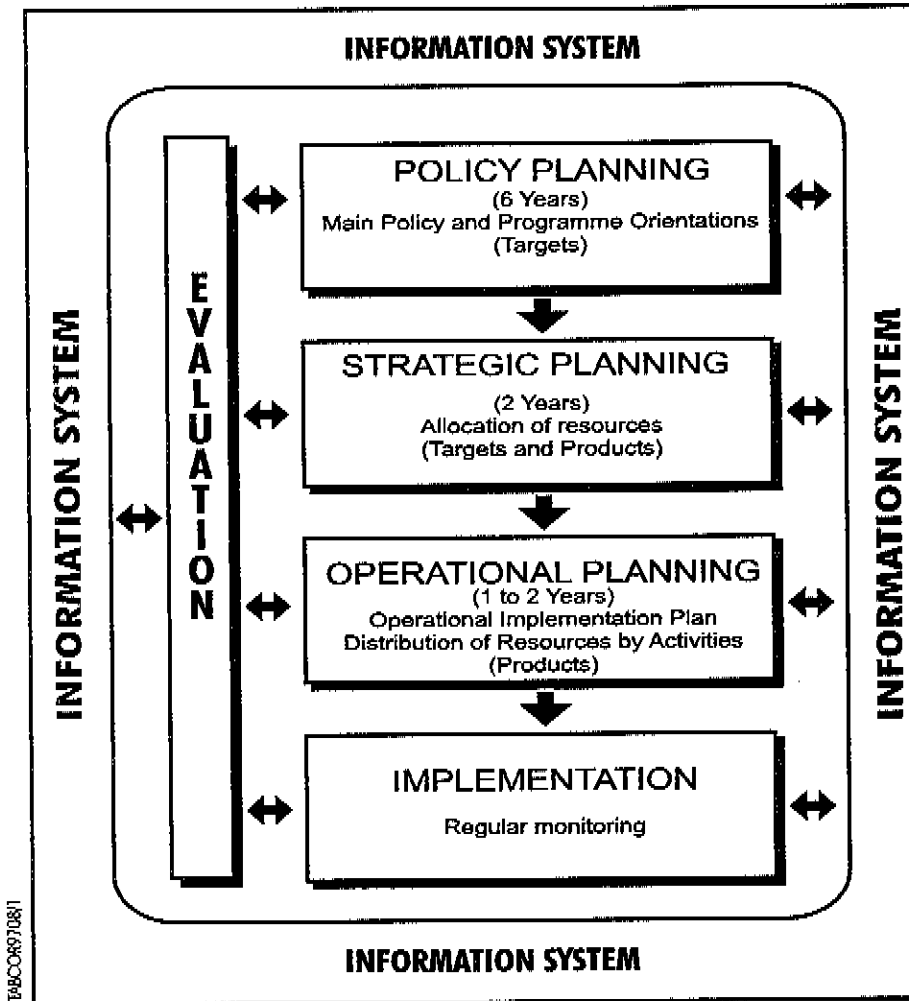 INFORMATION SYSTEM
POLICY PLANNING
(6 Years)
Main Policy and Programme Orientations
(Targets)
STRATEGIC PLANNING
(2 Years)
Allocation of resources
(Targets and Products)
OPERATIONAL PLANNING
(1 to 2 Years)
Operational Implementation Plan
Distribution of Resources by Activities
(Products)
IMPLEMENTATION
Regular monitoring
EVALUATION
INFORMATION SYSTEM
INFORMATION SYSTEM
INFORMATION SYSTEM